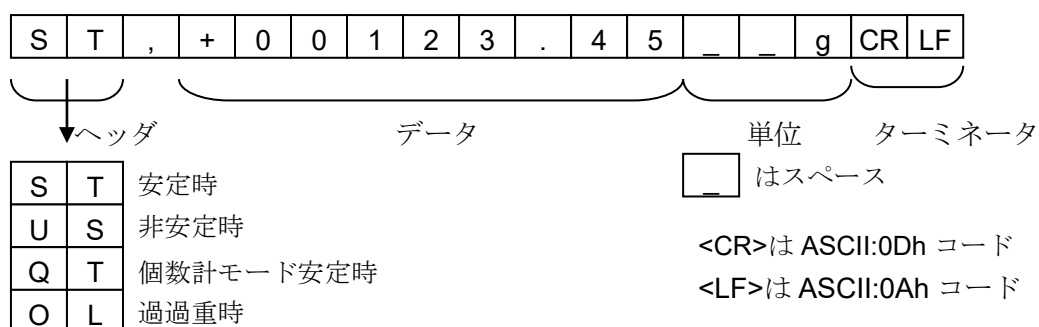 S T , + 0 0 1 2 3 . 4 5 _ _ g CR LF
ヘッダ データ 単位 ターミネータ
S T 安定時
_ はスペース
U S 非安定時
<CR>は ASCII:0Dh コード
Q T 個数計モード安定時
<LF>は ASCII:0Ah コード
O L 過過重時